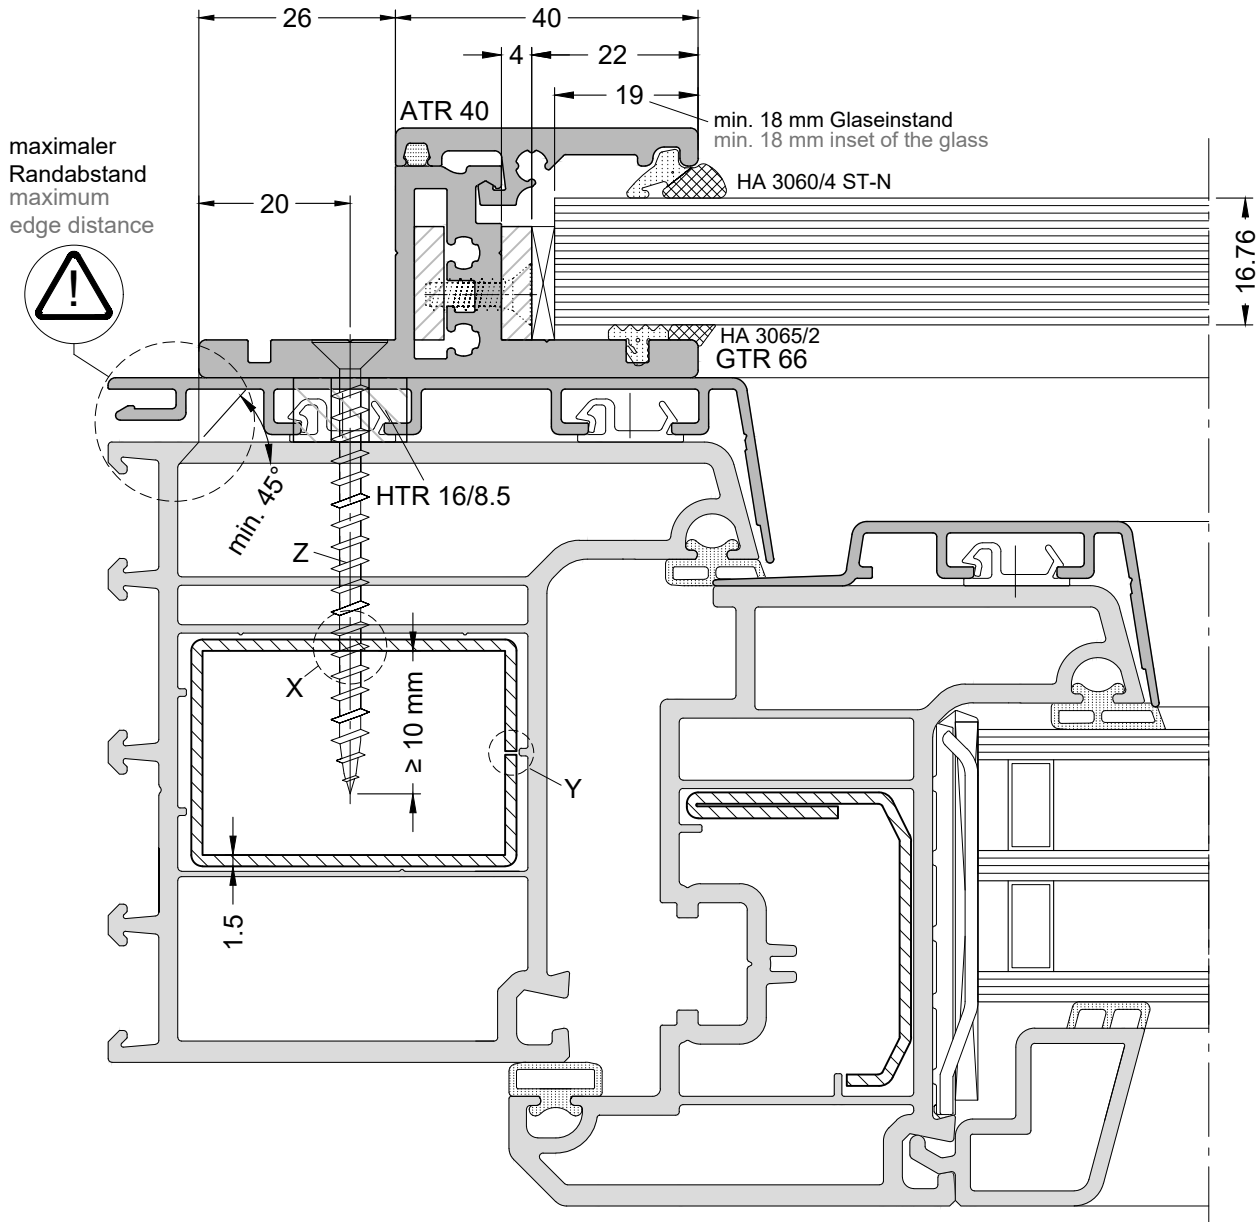 26
40
4
22
19
ATR 40
min. 18 mm Glaseinstand
min. 18 mm inset of the glass
maximaler
Randabstand
maximum
edge distance
!
20
HA 3060/4 ST-N
16.76
HA 3065/2
GTR 66
min. 45°
HTR 16/8.5
Z
X
≥ 10 mm
Y
1.5